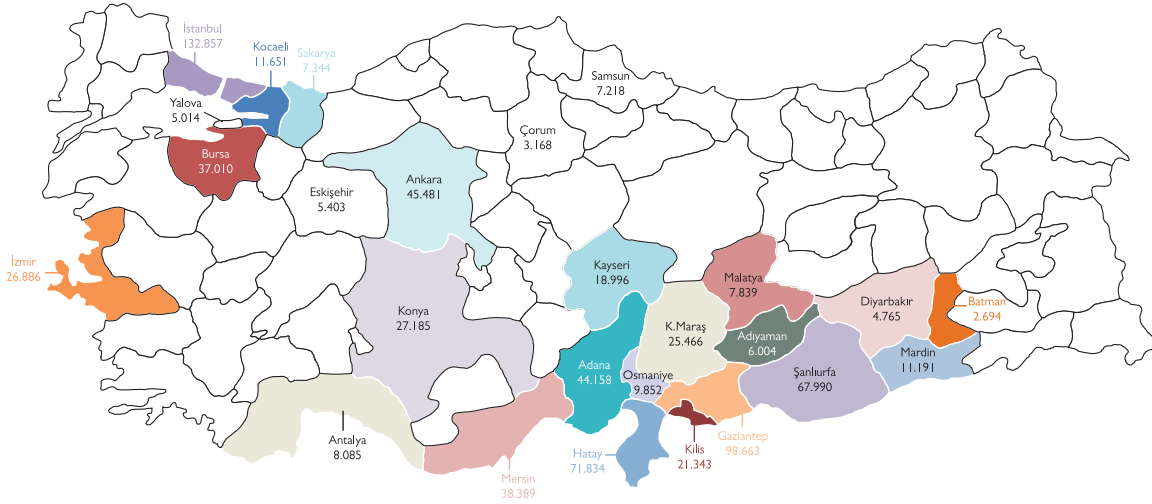 İstanbul
132.857
Kocaeli
11.651
Sakarya
7.344
Samsun
7.218
Yalova
5.014
Çorum
3.168
Bursa
37.010
Ankara
45.481
Eskişehir
5.403
İzmir
26.886
Kayseri
18.996
Malatya
7.839
Konya
27.185
Diyarbakır
4.765
Batman
2.694
K.Maraş
25.466
Adıyaman
6.004
Mardin
11.191
Adana
44.158
Osmaniye
9.852
Şanlıurfa
67.990
Antalya
8.085
Gaziantep
98.663
Hatay
71.834
Kilis
21.343
Mersin
38.389